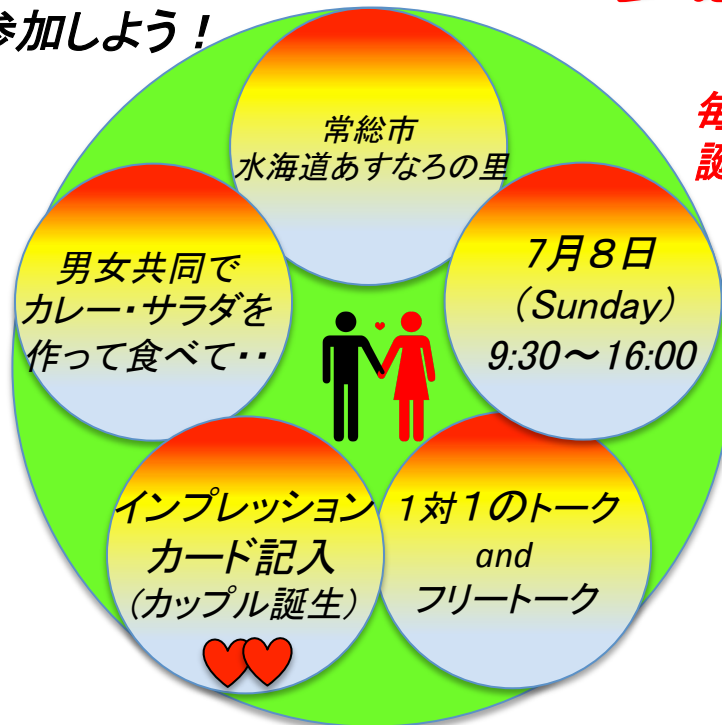 参加しよう！
毎
誕
常総市
水海道あすなろの里
7月８日
（Sunday）
9:30～16:00
男女共同で
カレー・サラダを
作って食べて・・
インプレッション
カード記入
（カップル誕生）
１対１のトーク
and
フリートーク